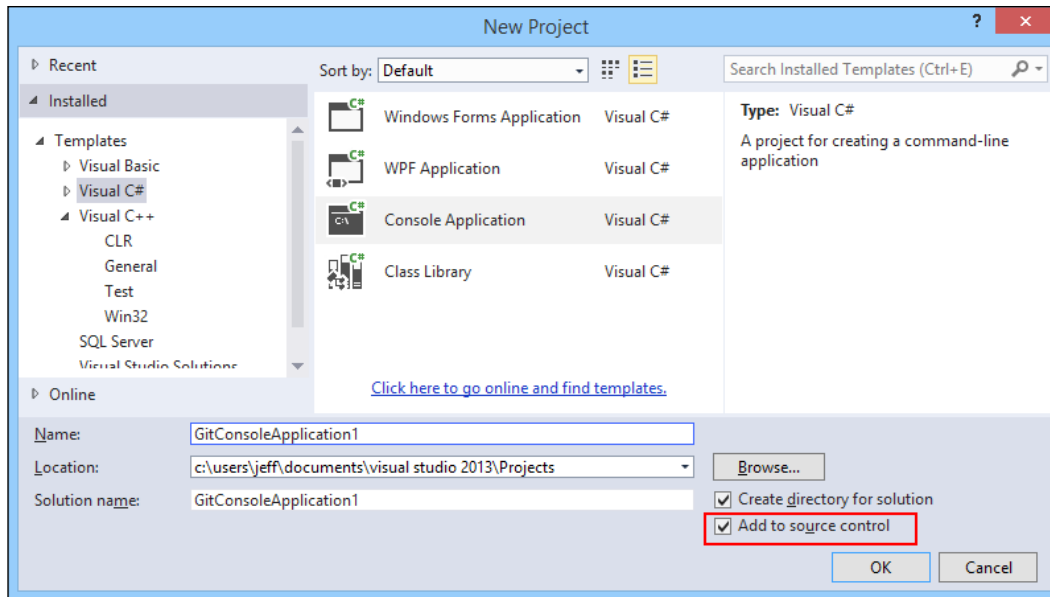 New Project
?
×
Recent
Sort by: Default
Search Installed Templates (Ctrl+E)
Installed
Templates
Visual Basic
Visual C#
Visual C++
CLR
General
Test
Win32
SQL Server
Visual Studio Solutions
Online
C# Windows Forms Application Visual C#
C# WPF Application Visual C#
C# C:\ Console Application Visual C#
C# Class Library Visual C#
Click here to go online and find templates.
Type: Visual C#
A project for creating a command-line
application
Name: GitConsoleApplication1
Location: c:\users\jeff\documents\visual studio 2013\Projects Browse...
Solution name: GitConsoleApplication1
Create directory for solution
Add to source control
OK Cancel